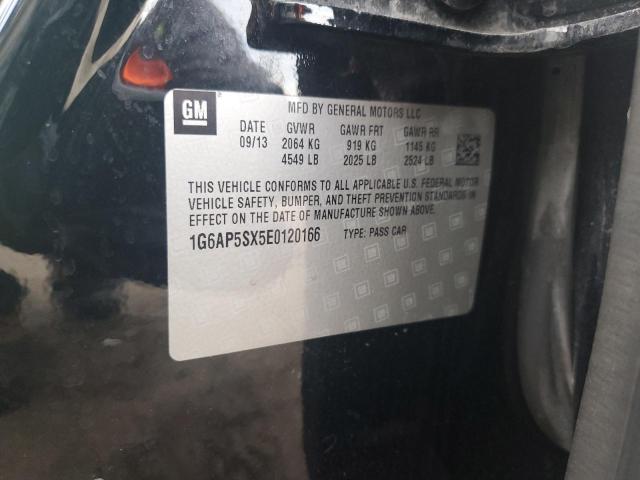 GM
MFD BY GENERAL MOTORS LLC
DATE GVWR GAWR FRT GAWR RR
09/13 2064 KG 919 KG 1145 KG
4549 LB 2025 LB 2524 LB
THIS VEHICLE CONFORMS TO ALL APPLICABLE U.S. FEDERAL MOTOR
VEHICLE SAFETY, BUMPER, AND THEFT PREVENTION STANDARDS IN
EFFECT ON THE DATE OF MANUFACTURE SHOWN ABOVE.
1G6AP5SX5E0120166 TYPE: PASS CAR